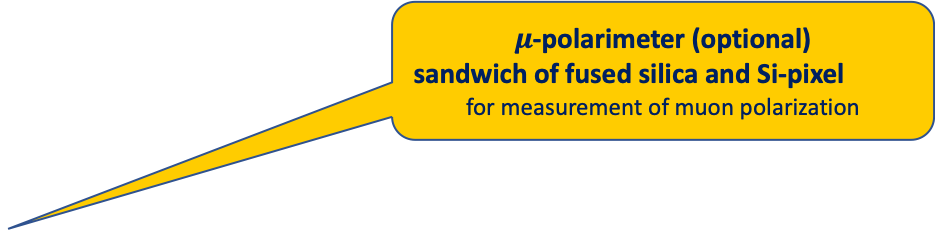 μ-polarimeter (optional)
sandwich of fused silica and Si-pixel
for measurement of muon polarization